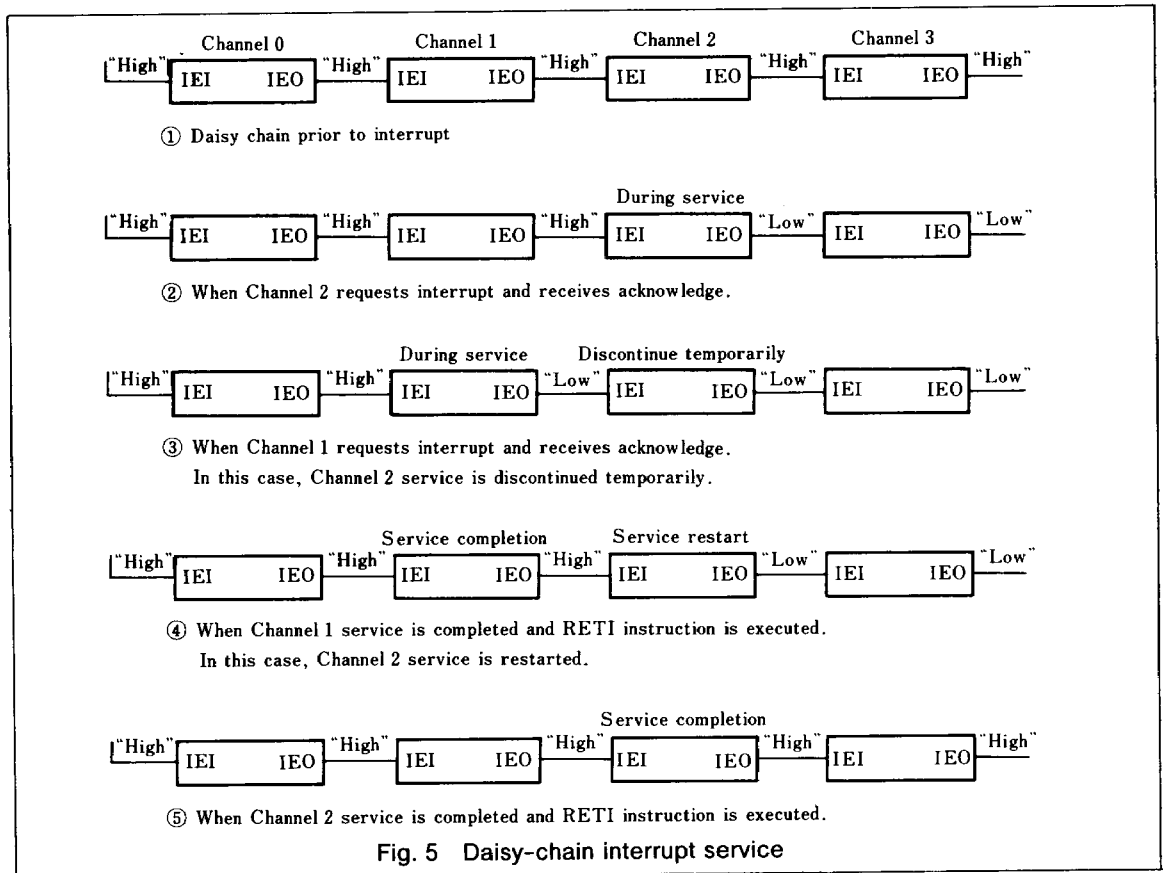 Channel 0 Channel 1 Channel 2 Channel 3
"High" IEI IEO "High" IEI IEO "High" IEI IEO "High" IEI IEO "High"
① Daisy chain prior to interrupt
During service
"High" IEI IEO "High" IEI IEO "High" IEI IEO "Low" IEI IEO "Low"
② When Channel 2 requests interrupt and receives acknowledge.
During service Discontinue temporarily
"High" IEI IEO "High" IEI IEO "Low" IEI IEO "Low" IEI IEO "Low"
③ When Channel 1 requests interrupt and receives acknowledge.
In this case, Channel 2 service is discontinued temporarily.
Service completion Service restart
"High" IEI IEO "High" IEI IEO "High" IEI IEO "Low" IEI IEO "Low"
④ When Channel 1 service is completed and RETI instruction is executed.
In this case, Channel 2 service is restarted.
Service completion
"High" IEI IEO "High" IEI IEO "High" IEI IEO "High" IEI IEO "High"
⑤ When Channel 2 service is completed and RETI instruction is executed.
Fig. 5 Daisy-chain interrupt service